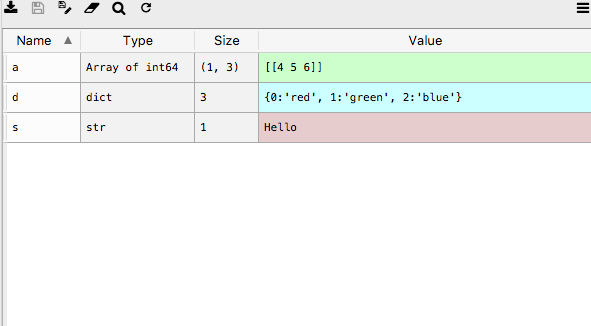 Name Type Size Value
a Array of int64 (1, 3) [[4 5 6]]
d dict 3 {0:'red', 1:'green', 2:'blue'}
s str 1 Hello